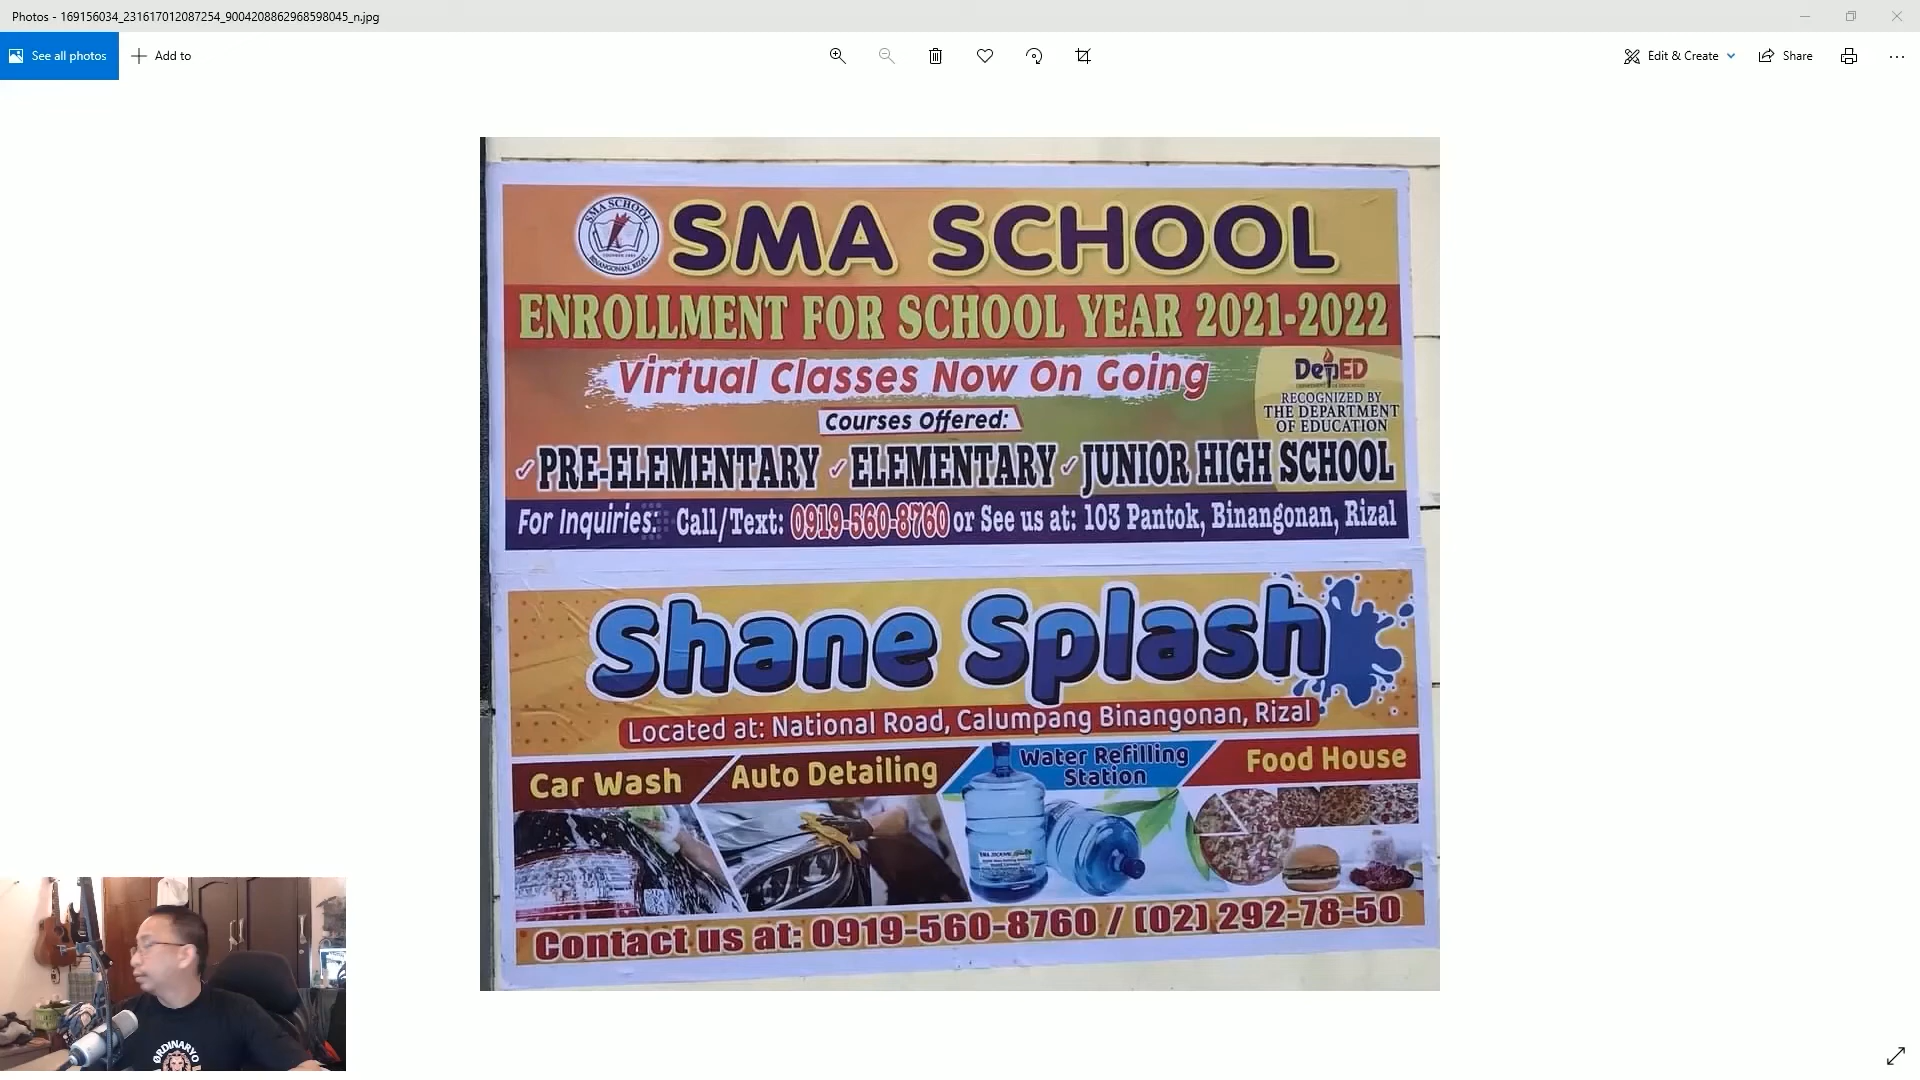 Photos - 169156034_231617012087254_9004208862968598045_n.jpg
See all photos
Add to
Edit & Create
Share
SMA SCHOOL
BINANGONAN, RIZAL
SMA SCHOOL
ENROLLMENT FOR SCHOOL YEAR 2021-2022
Virtual Classes Now On Going
DepED
DEPARTMENT OF EDUCATION
RECOGNIZED BY
THE DEPARTMENT
OF EDUCATION
Courses Offered:
✓PRE-ELEMENTARY ✓ELEMENTARY ✓JUNIOR HIGH SCHOOL
For Inquiries: Call/Text: 0919-560-8760 or See us at: 103 Pantok, Binangonan, Rizal
Shane Splash
Located at: National Road, Calumpang Binangonan, Rizal
Car Wash
Auto Detailing
Water Refilling
Station
Food House
Contact us at: 0919-560-8760 / (02) 292-78-50
ORDINARYO